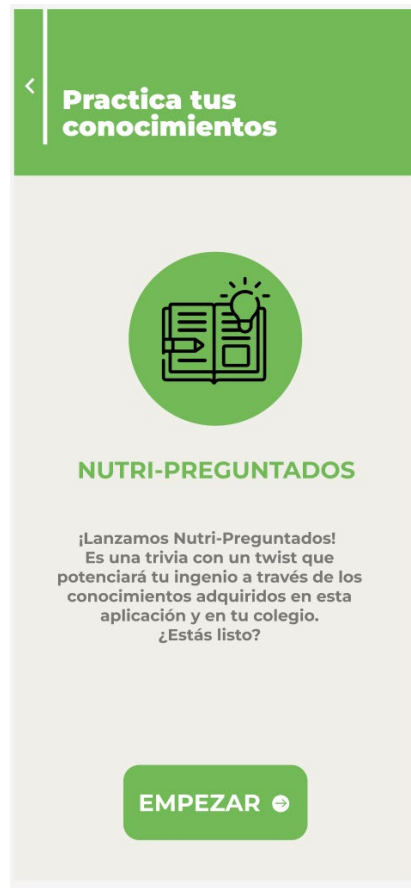 Practica tus
conocimientos
NUTRI-PREGUNTADOS
¡Lanzamos Nutri-Preguntados!
Es una trivia con un twist que
potenciará tu ingenio a través de los
conocimientos adquiridos en esta
aplicación y en tu colegio.
¿Estás listo?
EMPEZAR